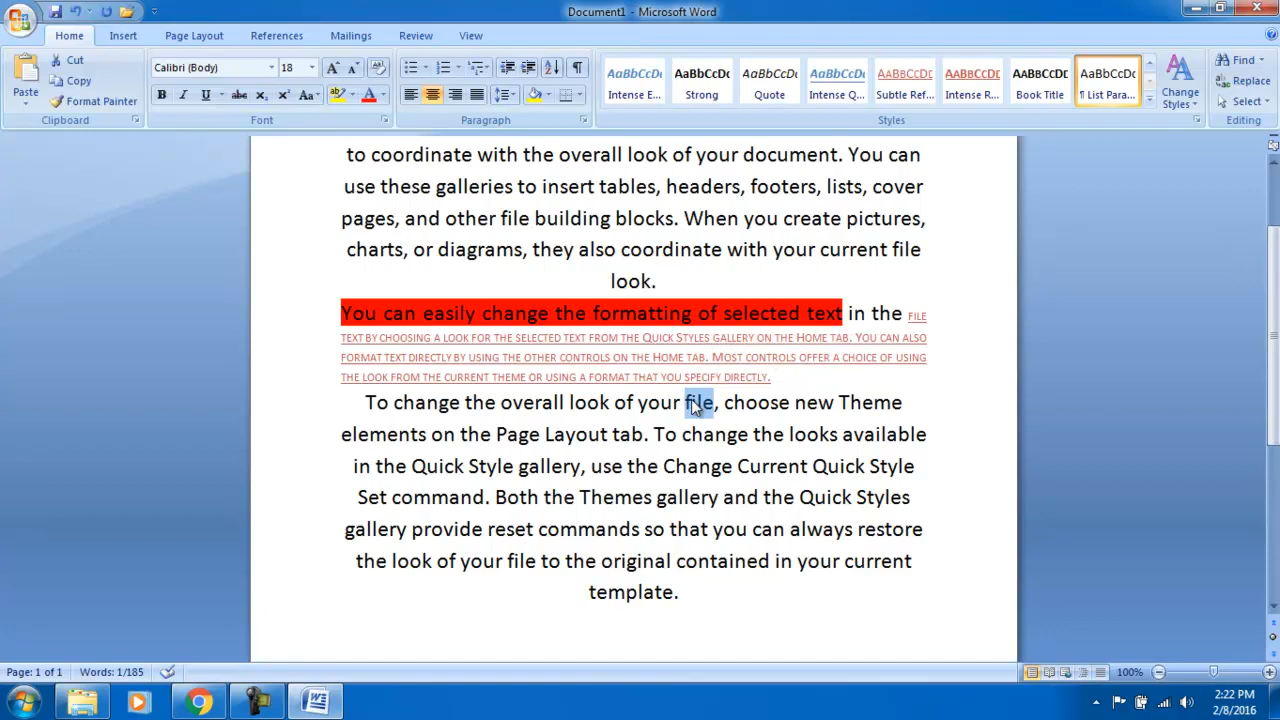 Document1 - Microsoft Word
Home Insert Page Layout References Mailings Review View
Paste
Cut
Copy
Format Painter
Clipboard
Calibri (Body) 18
Font
Paragraph
AaBbCcDc AaBbCcDc AaBbCcDc AaBbCcDc AABBCCDC AABBCCDC AaBbCcDc AaBbCcDc
Intense E... Strong Quote Intense Q... Subtle Ref... Intense R... Book Title ¶ List Para...
Change Styles
Styles
Find
Replace
Select
Editing
to coordinate with the overall look of your document. You can
use these galleries to insert tables, headers, footers, lists, cover
pages, and other file building blocks. When you create pictures,
charts, or diagrams, they also coordinate with your current file
look.
You can easily change the formatting of selected text in the FILE
TEXT BY CHOOSING A LOOK FOR THE SELECTED TEXT FROM THE QUICK STYLES GALLERY ON THE HOME TAB. YOU CAN ALSO
FORMAT TEXT DIRECTLY BY USING THE OTHER CONTROLS ON THE HOME TAB. MOST CONTROLS OFFER A CHOICE OF USING
THE LOOK FROM THE CURRENT THEME OR USING A FORMAT THAT YOU SPECIFY DIRECTLY.
To change the overall look of your file, choose new Theme
elements on the Page Layout tab. To change the looks available
in the Quick Style gallery, use the Change Current Quick Style
Set command. Both the Themes gallery and the Quick Styles
gallery provide reset commands so that you can always restore
the look of your file to the original contained in your current
template.
Page: 1 of 1 Words: 1/185 100%
2:22 PM
2/8/2016